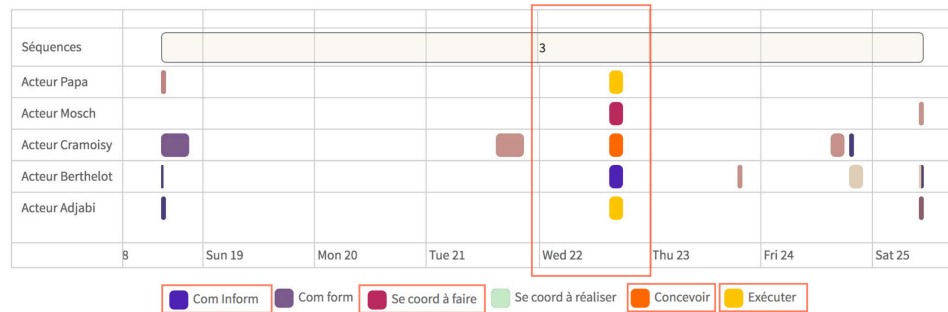 Séquences
3
Acteur Papa
Acteur Mosch
Acteur Cramoisy
Acteur Berthelot
Acteur Adjabi
8 Sun 19 Mon 20 Tue 21 Wed 22 Thu 23 Fri 24 Sat 25
Com Inform Com form Se coord à faire Se coord à réaliser Concevoir Exécuter